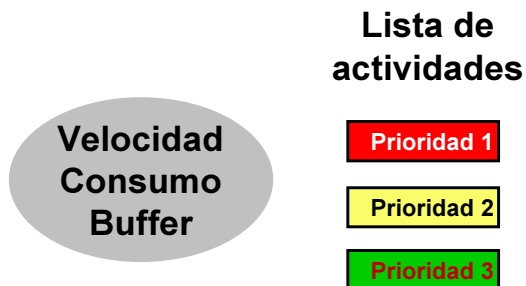 Lista de
actividades
Velocidad
Consumo
Buffer
Prioridad 1
Prioridad 2
Prioridad 3